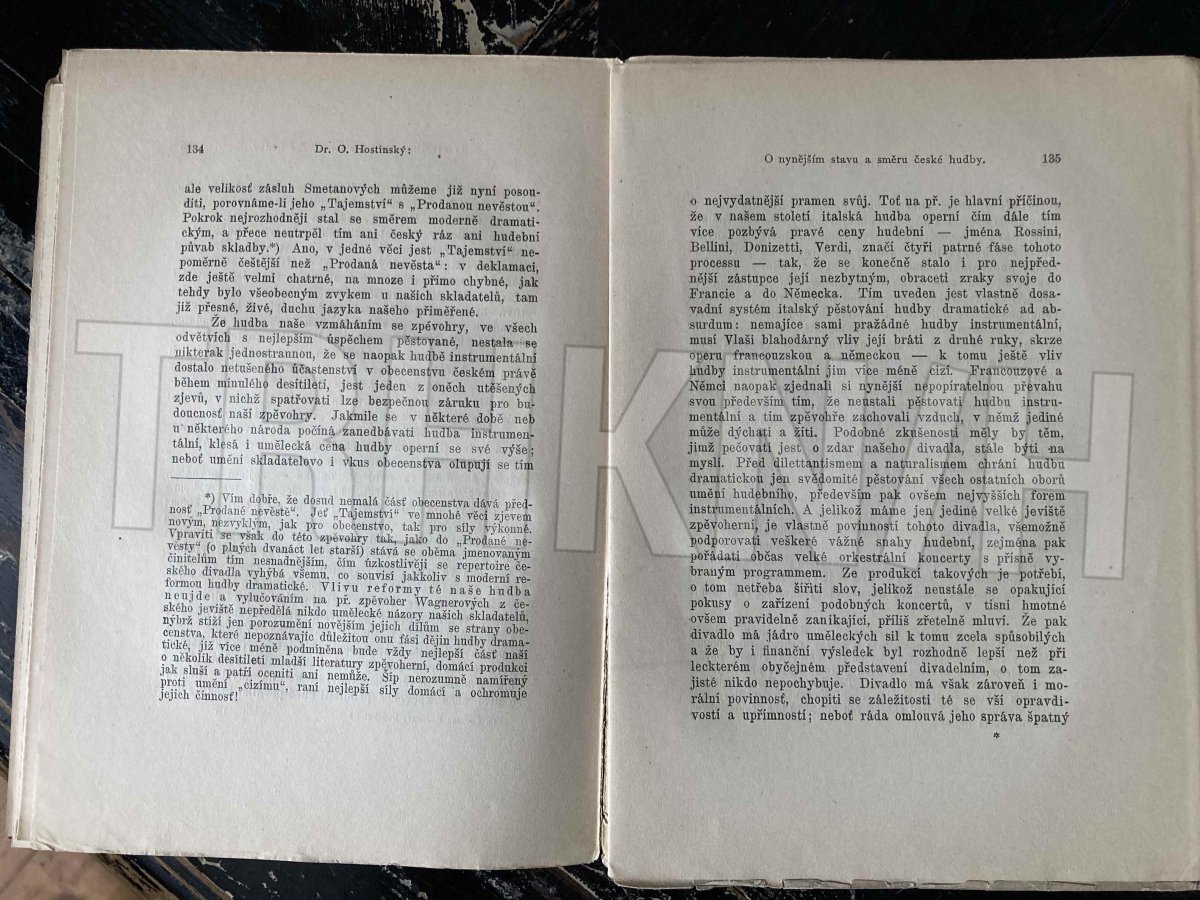 134
Dr. O. Hostinský:
ale velikosť zásluh Smetanových můžeme již nyní posou-
diti, porovnáme-li jeho „Tajemství“ s „Prodanou nevěstou“.
Pokrok nejrozhodněji stal se směrem moderně dramati-
ckým, a přece neutrpěl tím ani český ráz ani hudební
půvab skladby.*) Ano, v jedné věci jest „Tajemství“ ne-
poměrně češtější než „Prodaná nevěsta“: v deklamaci,
zde ještě velmi chatrné, na mnoze i přímo chybné, jak
tehdy bylo všeobecným zvykem u našich skladatelů, tam
již přesné, živé, duchu jazyka našeho přiměřené.
Že hudba naše vzmáháním se zpěvohry, ve všech
odvětvích s nejlepším úspěchem pěstované, nestala se
nikterak jednostrannou, že se naopak hudbě instrumentální
dostalo netušeného účastenství v obecenstvu českém právě
během minulého desítiletí, jest jeden z oněch utěšených
zjevů, v nichž spatřovati lze bezpečnou záruku pro bu-
doucnosť naší zpěvohry. Jakmile se v některé době neb
u některého národa počíná zanedbávati hudba instrumen-
tální, klesá i umělecká cena hudby operní se své výše;
neboť umění skladatelovo i vkus obecenstva olupují se tím
*) Vím dobře, že dosud nemalá část obecenstva dává před-
nosť „Prodané nevěstě“. Jeť „Tajemství“ ve mnohé věci zjevem
novým, nezvyklým, jak pro obecenstvo, tak pro síly výkonné.
Vpraviti se však do této zpěvohry tak, jako do „Prodané ne-
věsty“ (o plných dvanáct let starší) stává se oběma jmenovaným
činitelům tím nesnadnějším, čím úzkostlivěji se repertoire če-
ského divadla vyhýbá všemu, co souvisí jakkoliv s moderní re-
formou hudby dramatické. Vlivu reformy té naše hudba
neujde a vylučováním na př. zpěvoher Wagnerových z če-
ského jeviště nepředělá nikdo umělecké názory našich skladatelů,
nýbrž stíží jen porozumění novějším jejich dílům se strany obe-
censtva, které nepoznávajíc důležitou onu fási dějin hudby drama-
tické, jíž více méně podmíněna bude vždy nejlepší část naší
o několik desítiletí mladší literatury zpěvoherní, domácí produkci
jak sluší a patří oceniti ani nemůže. Šíp nerozumně namířený
proti umění „cizímu“, raní nejlepší síly domácí a ochromuje
jejich činnosť!
O nynějším stavu a směru české hudby.
135
o nejvydatnější pramen svůj. Toť na př. je hlavní příčinou,
že v našem století italská hudba operní čím dále tím
více pozbývá pravé ceny hudební — jména Rossini,
Bellini, Donizetti, Verdi, značí čtyři patrné fáse tohoto
processu — tak, že se konečně stalo i pro nejpřed-
nější zástupce její nezbytným, obraceti zraky svoje do
Francie a do Německa. Tím uveden jest vlastně dosa-
vadní systém italský pěstování hudby dramatické ad ab-
surdum: nemajíce sami pražádné hudby instrumentální,
musí Vlaši blahodárný vliv její bráti z druhé ruky, skrze
operu francouzskou a německou — k tomu ještě vliv
hudby instrumentální jim více méně cizí. Francouzové a
Němci naopak zjednali si nynější nepopíratelnou převahu
svou především tím, že neustali pěstovati hudbu instru-
mentální a tím zpěvohře zachovali vzduch, v němž jediné
může dýchati a žíti. Podobné zkušenosti měly by těm,
jimž pečovati jest o zdar našeho divadla, stále býti na
mysli. Před dilettantismem a naturalismem chrání hudbu
dramatickou jen svědomité pěstování všech ostatních oborů
umění hudebního, především pak ovšem nejvyšších forem
instrumentálních. A jelikož máme jen jediné velké jeviště
zpěvoherní, je vlastně povinností tohoto divadla, všemožně
podporovati veškeré vážné snahy hudební, zejména pak
pořádati občas velké orkestrální koncerty s přísně vy-
braným programmem. Že produkcí takových je potřebí,
o tom netřeba šířiti slov, jelikož neustále se opakující
pokusy o zařízení podobných koncertů, v tísni hmotné
ovšem pravidelně zanikající, příliš zřetelně mluví. Že pak
divadlo má jádro uměleckých sil k tomu zcela spůsobilých
a že by i finanční výsledek byl rozhodně lepší než při
leckterém obyčejném představení divadelním, o tom za-
jisté nikdo nepochybuje. Divadlo má však zároveň i mo-
rální povinnosť, chopiti se záležitosti té se vší opravdi-
vostí a upřímností; neboť ráda omlouvá jeho správa špatný
*
TRHKNIH